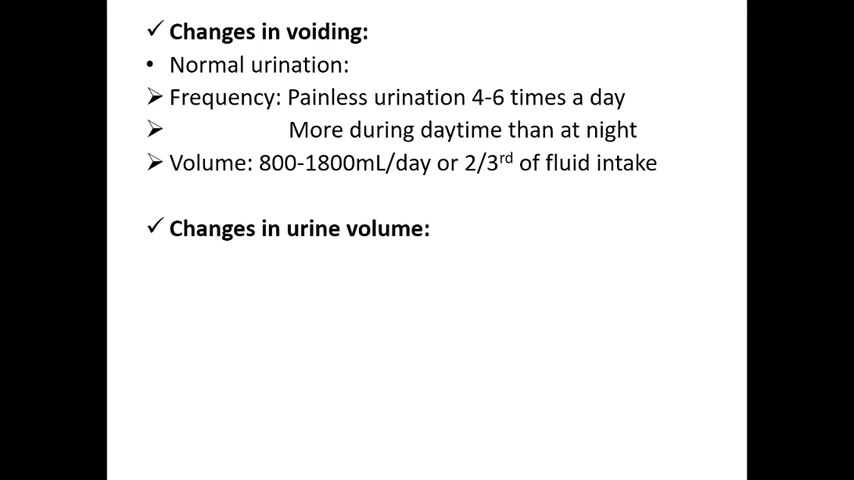 ✓ Changes in voiding:
• Normal urination:
➢ Frequency: Painless urination 4-6 times a day
➢ More during daytime than at night
➢ Volume: 800-1800mL/day or 2/3rd of fluid intake
✓ Changes in urine volume: